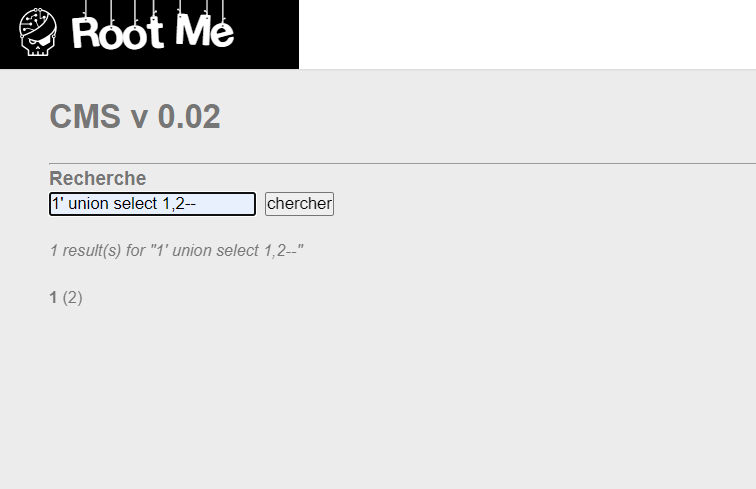 Root Me
CMS v 0.02
Recherche
1' union select 1,2-- chercher
1 result(s) for "1' union select 1,2--"
1 (2)